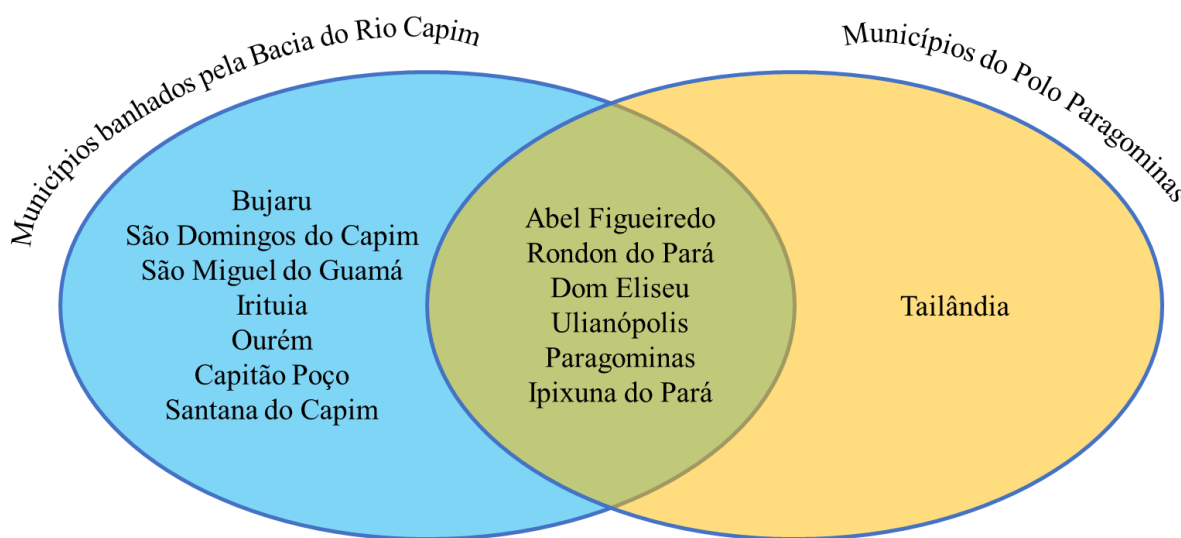 Municípios banhados pela Bacia do Rio Capim
Municípios do Polo Paragominas
Bujaru
São Domingos do Capim
São Miguel do Guamá
Irituia
Ourém
Capitão Poço
Santana do Capim
Abel Figueiredo
Rondon do Pará
Dom Eliseu
Ulianópolis
Paragominas
Ipixuna do Pará
Tailândia